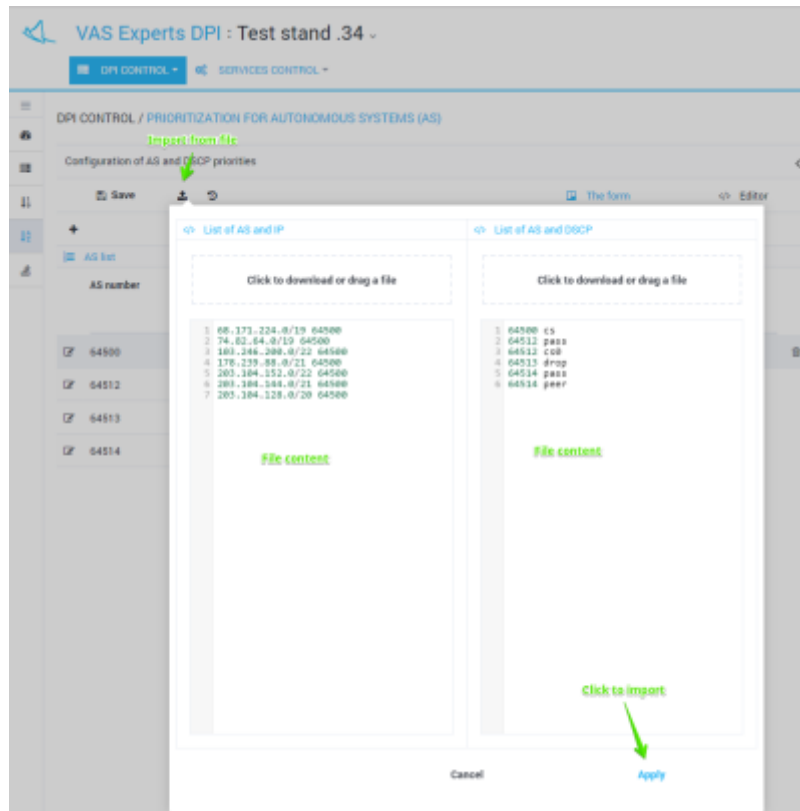 VAS Experts DPI : Test stand .34
DPI CONTROL SERVICES CONTROL
DPI CONTROL / PRIORITIZATION FOR AUTONOMOUS SYSTEMS (AS)
Import from file
Configuration of AS and DSCP priorities
Save The form </> Editor
+
</> List of AS and IP </> List of AS and DSCP
AS list
AS number
Click to download or drag a file Click to download or drag a file
1 68.171.224.0/19 64500 1 64500 cs
2 74.82.64.0/19 64500 2 64512 pass
3 103.246.200.0/22 64500 3 64512 cs0
4 178.239.88.0/21 64500 4 64513 drop
5 203.104.152.0/22 64500 5 64514 pass
6 203.104.144.0/21 64500 6 64514 peer
7 203.104.128.0/20 64500
64500
64512
64513
64514
File content File content
Click to import
Cancel Apply